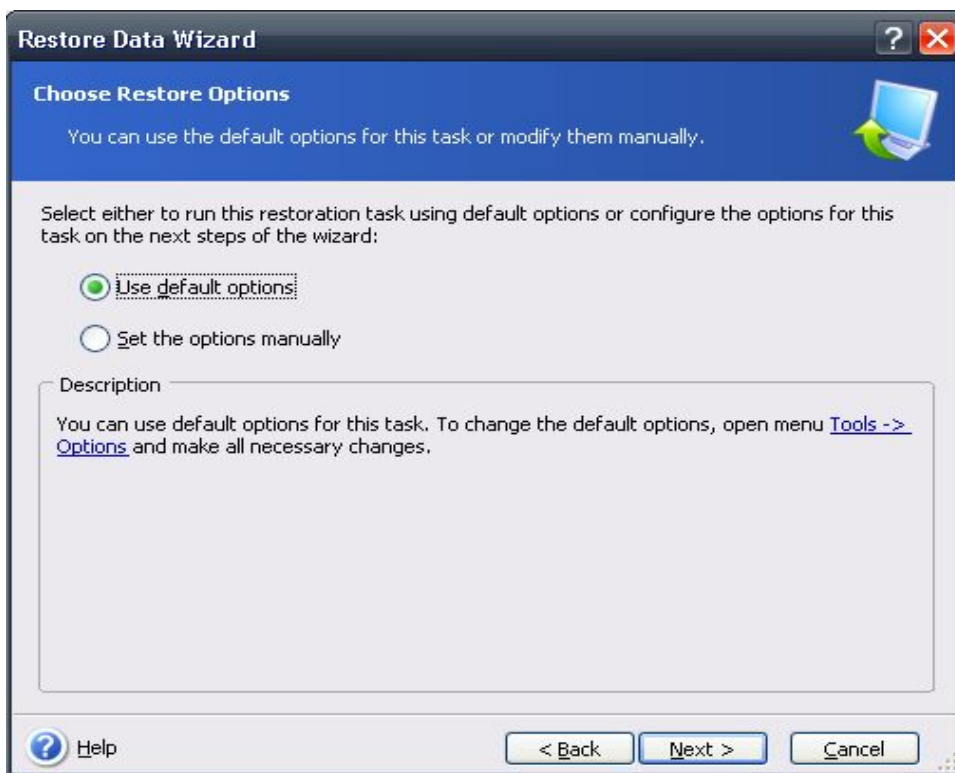 Restore Data Wizard
Choose Restore Options
You can use the default options for this task or modify them manually.
Select either to run this restoration task using default options or configure the options for this
task on the next steps of the wizard:
Use default options
Set the options manually
Description
You can use default options for this task. To change the default options, open menu Tools ->
Options and make all necessary changes.
Help
< Back
Next >
Cancel